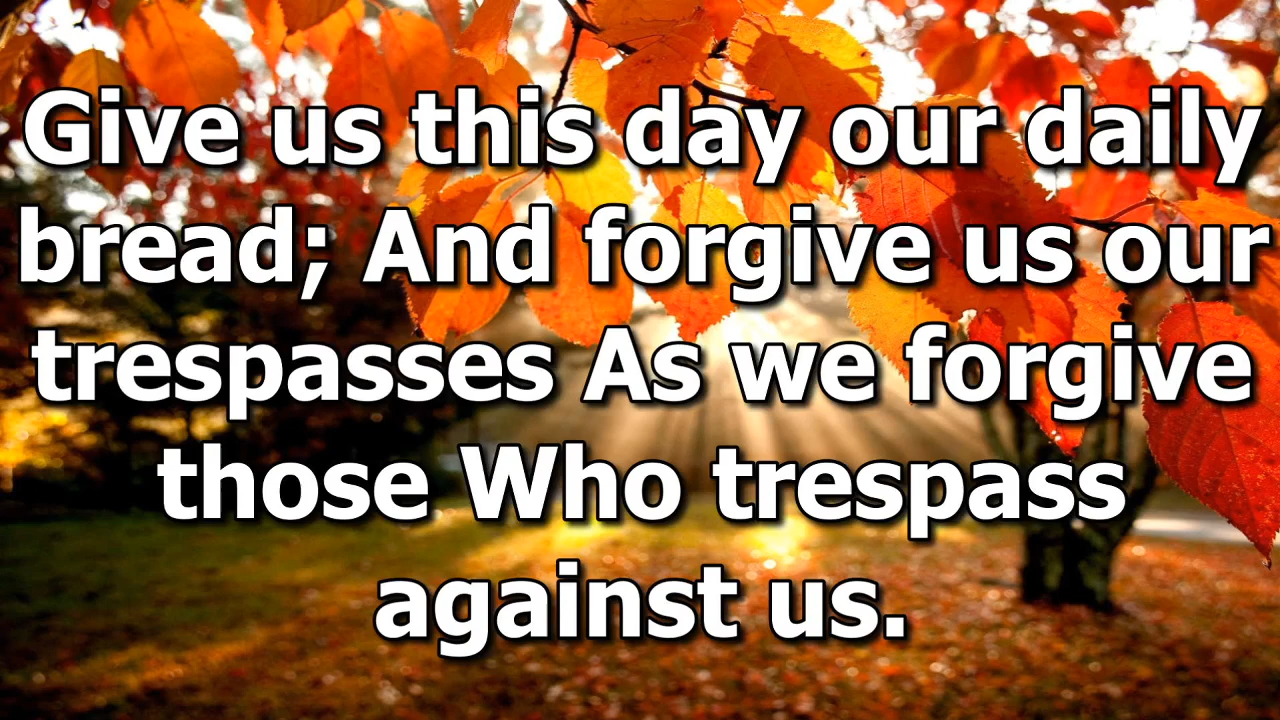 Give us this day our daily
bread; And forgive us our
trespasses As we forgive
those Who trespass
against us.